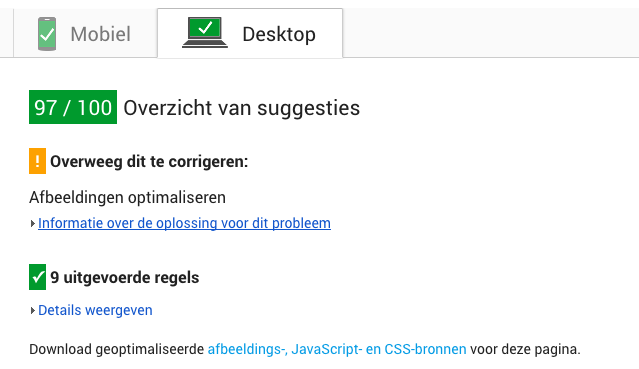 Mobiel
Desktop
97 / 100 Overzicht van suggesties
! Overweeg dit te corrigeren:
Afbeeldingen optimaliseren
Informatie over de oplossing voor dit probleem
9 uitgevoerde regels
Details weergeven
Download geoptimaliseerde afbeeldings-, JavaScript- en CSS-bronnen voor deze pagina.